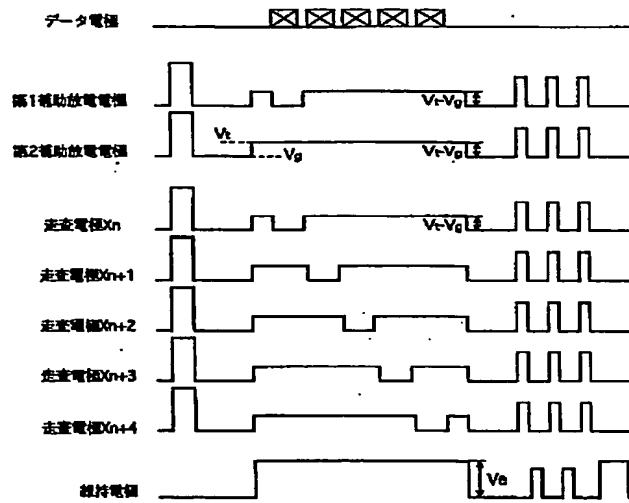 データ電極
第1補助放電電極
Vt-Vg
Vt
第2補助放電電極
Vg
Vt-Vg
走査電極Xn
Vt-Vg
走査電極Xn+1
走査電極Xn+2
走査電極Xn+3
走査電極Xn+4
Vs
維持電極